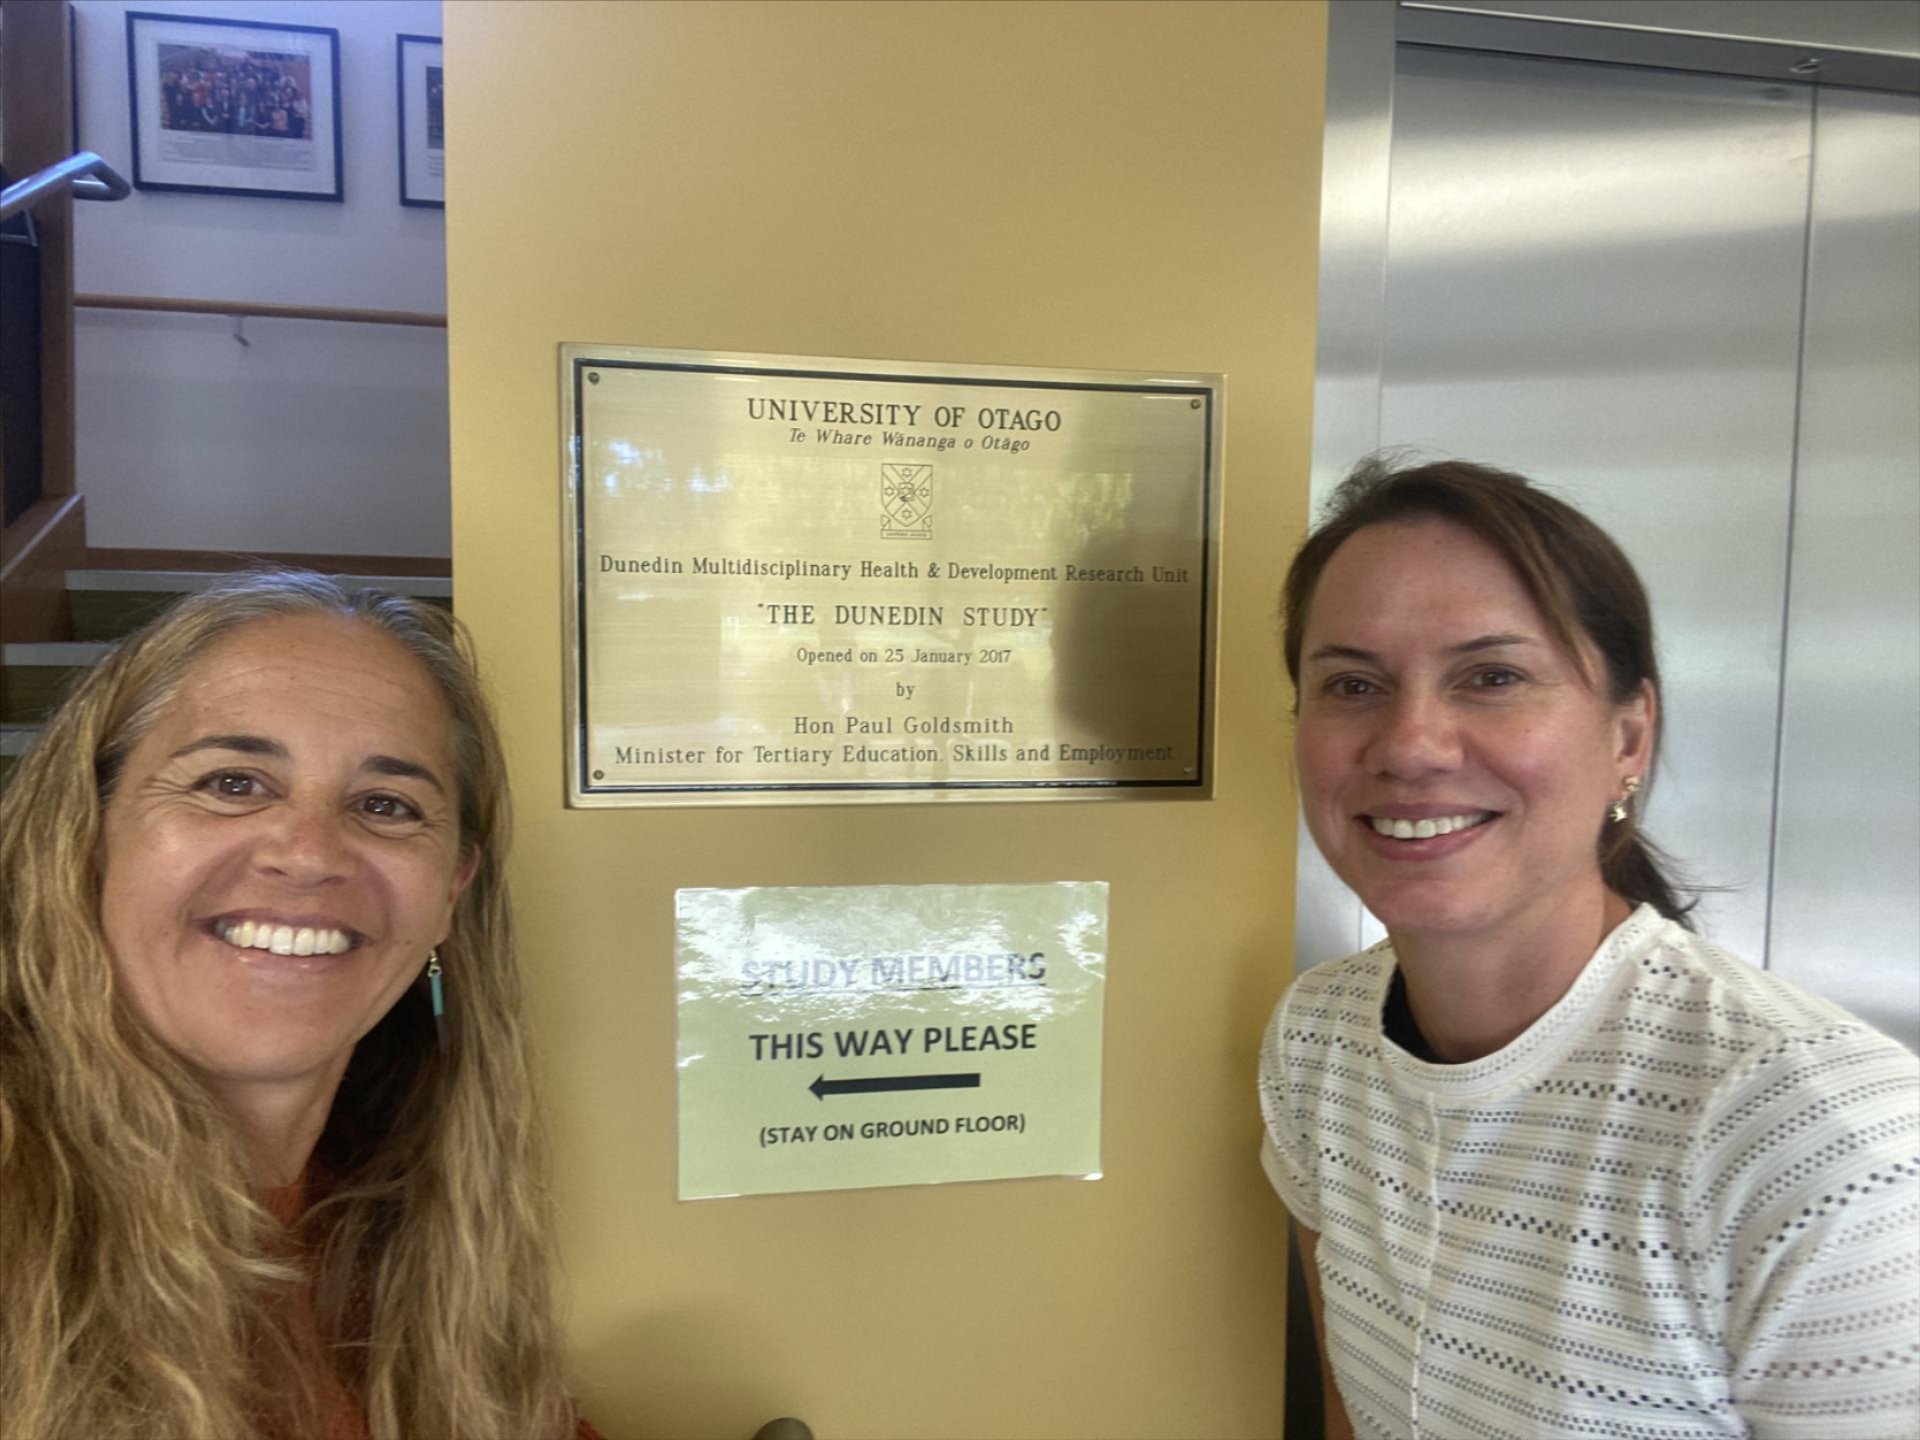 UNIVERSITY OF OTAGO
Te Whare Wānanga o Otāgo
SAPERE AUDE
Dunedin Multidisciplinary Health & Development Research Unit
"THE DUNEDIN STUDY"
Opened on 25 January 2017
by
Hon Paul Goldsmith
Minister for Tertiary Education, Skills and Employment
STUDY MEMBERS
THIS WAY PLEASE
(STAY ON GROUND FLOOR)